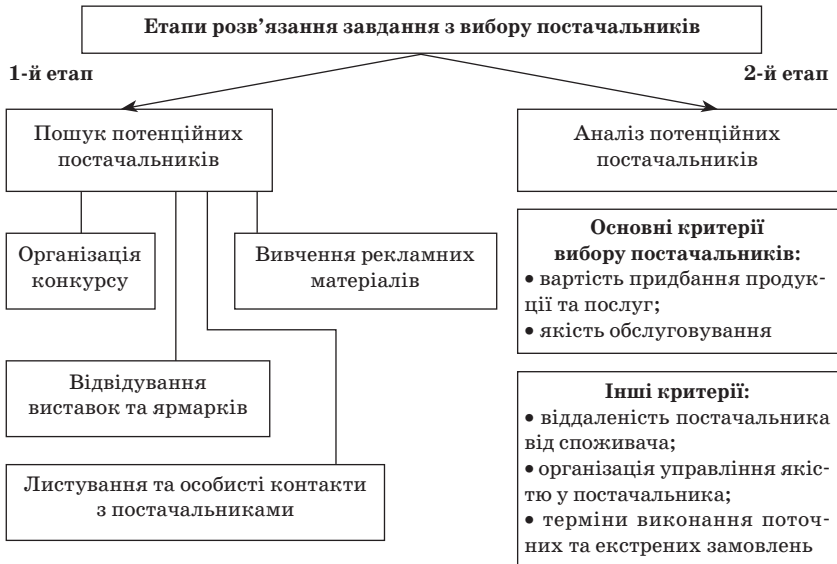 Етапи розв’язання завдання з вибору постачальників
1-й етап
2-й етап
Пошук потенційних
постачальників
Аналіз потенційних
постачальників
Організація
конкурсу
Вивчення рекламних
матеріалів
Відвідування
виставок та ярмарків
Листування та особисті контакти
з постачальниками
Основні критерії
вибору постачальників:
• вартість придбання продук-
ції та послуг;
• якість обслуговування
Інші критерії:
• віддаленість постачальника
від споживача;
• організація управління якіс-
тю у постачальника;
• терміни виконання поточ-
них та екстрених замовлень